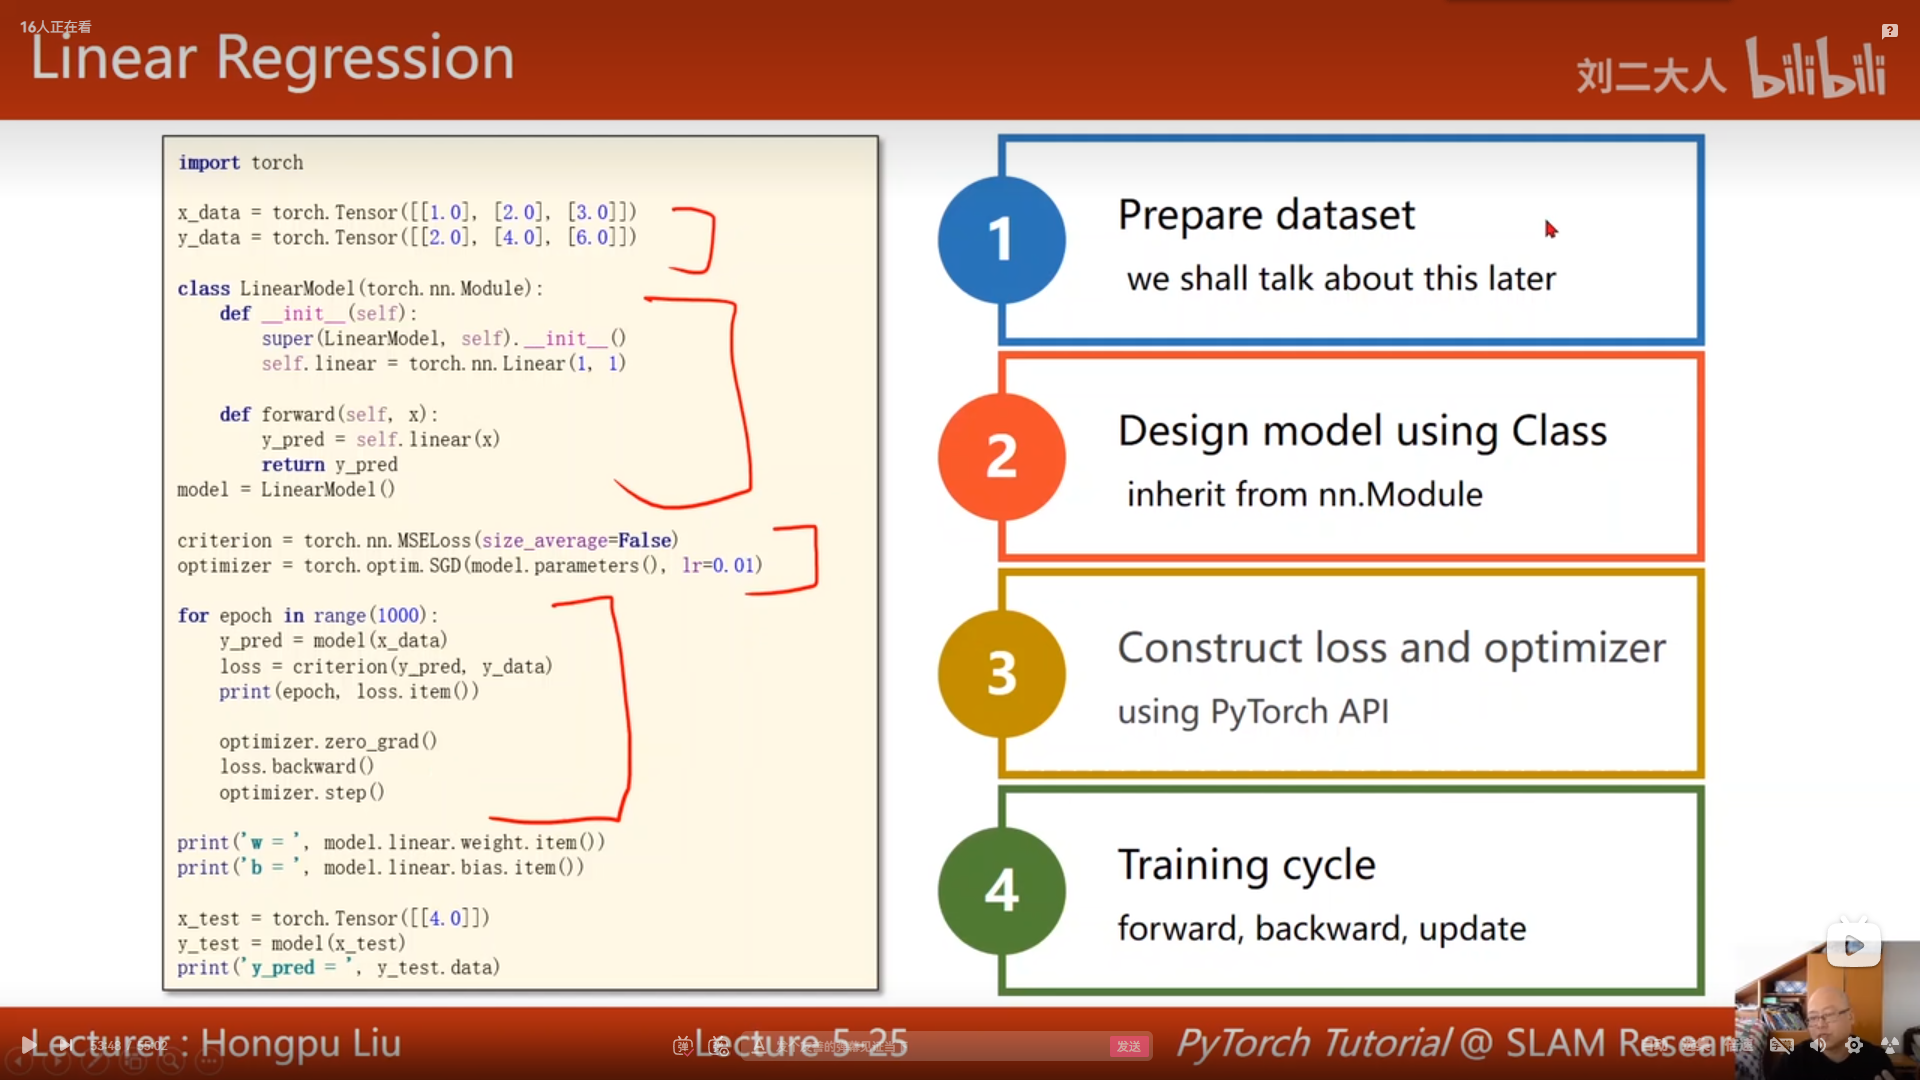 16人正在看
Linear Regression
刘二大人 bilibili
import torch
x_data = torch.Tensor([[1.0], [2.0], [3.0]])
y_data = torch.Tensor([[2.0], [4.0], [6.0]])
class LinearModel(torch.nn.Module):
def __init__(self):
super(LinearModel, self).__init__()
self.linear = torch.nn.Linear(1, 1)
def forward(self, x):
y_pred = self.linear(x)
return y_pred
model = LinearModel()
criterion = torch.nn.MSELoss(size_average=False)
optimizer = torch.optim.SGD(model.parameters(), lr=0.01)
for epoch in range(1000):
y_pred = model(x_data)
loss = criterion(y_pred, y_data)
print(epoch, loss.item())
optimizer.zero_grad()
loss.backward()
optimizer.step()
print('w = ', model.linear.weight.item())
print('b = ', model.linear.bias.item())
x_test = torch.Tensor([[4.0]])
y_test = model(x_test)
print('y_pred = ', y_test.data)
1
Prepare dataset
we shall talk about this later
2
Design model using Class
inherit from nn.Module
3
Construct loss and optimizer
using PyTorch API
4
Training cycle
forward, backward, update
Lecturer : Hongpu Liu
53:48 / 55:02
Lecture 5-25
发送
PyTorch Tutorial @ SLAM Resear
倍速